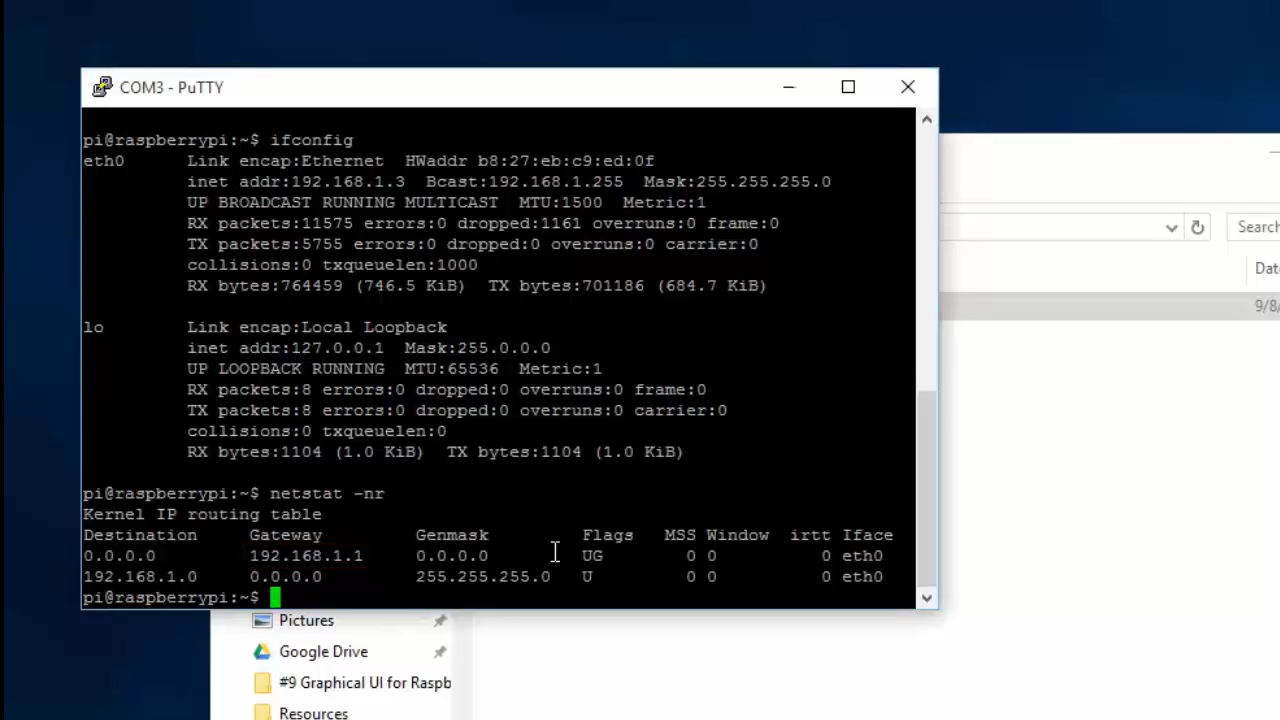 COM3 - PuTTY
pi@raspberrypi:~$ ifconfig
eth0      Link encap:Ethernet  HWaddr b8:27:eb:c9:ed:0f
          inet addr:192.168.1.3  Bcast:192.168.1.255  Mask:255.255.255.0
          UP BROADCAST RUNNING MULTICAST  MTU:1500  Metric:1
          RX packets:11575 errors:0 dropped:1161 overruns:0 frame:0
          TX packets:5755 errors:0 dropped:0 overruns:0 carrier:0
          collisions:0 txqueuelen:1000
          RX bytes:764459 (746.5 KiB)  TX bytes:701186 (684.7 KiB)
lo        Link encap:Local Loopback
          inet addr:127.0.0.1  Mask:255.0.0.0
          UP LOOPBACK RUNNING  MTU:65536  Metric:1
          RX packets:8 errors:0 dropped:0 overruns:0 frame:0
          TX packets:8 errors:0 dropped:0 overruns:0 carrier:0
          collisions:0 txqueuelen:0
          RX bytes:1104 (1.0 KiB)  TX bytes:1104 (1.0 KiB)
pi@raspberrypi:~$ netstat -nr
Kernel IP routing table
Destination     Gateway         Genmask         Flags   MSS Window  irtt Iface
0.0.0.0         192.168.1.1     0.0.0.0         UG        0 0          0 eth0
192.168.1.0     0.0.0.0         255.255.255.0   U         0 0          0 eth0
pi@raspberrypi:~$
Search
Dat
9/8/
Pictures
Google Drive
#9 Graphical UI for Raspb
Resources